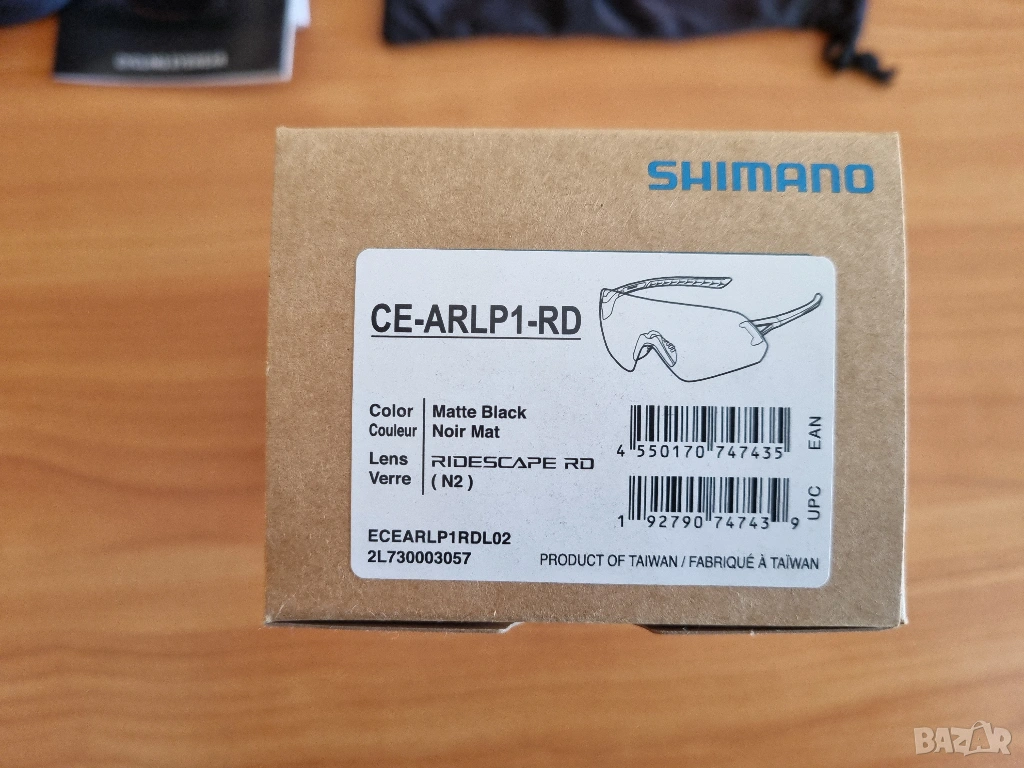 SHIMANO
CE-ARLP1-RD
Color Matte Black
Couleur Noir Mat
Lens RIDESCAPE RD
Verre ( N2 )
4 550170 747435 EAN
1 92790 74743 9 UPC
ECEARLP1RDL02
2L730003057
PRODUCT OF TAIWAN / FABRIQUÉ À TAÏWAN
BAZAR